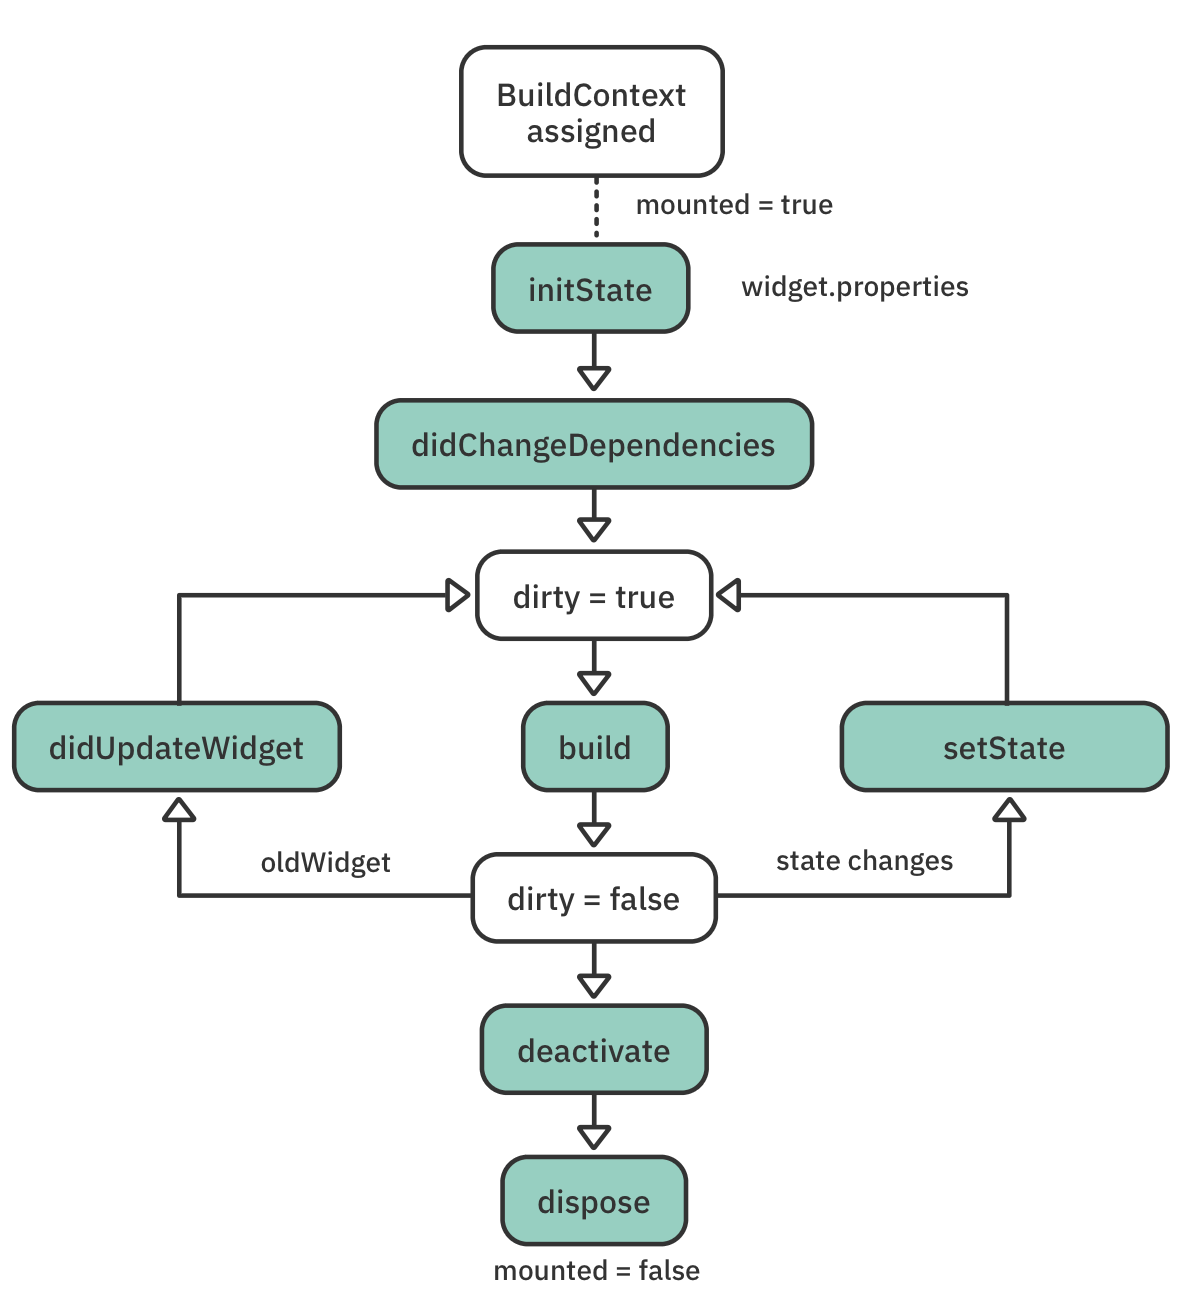 BuildContext
assigned
mounted = true
initState
widget.properties
didChangeDependencies
dirty = true
didUpdateWidget
build
setState
oldWidget
state changes
dirty = false
deactivate
dispose
mounted = false